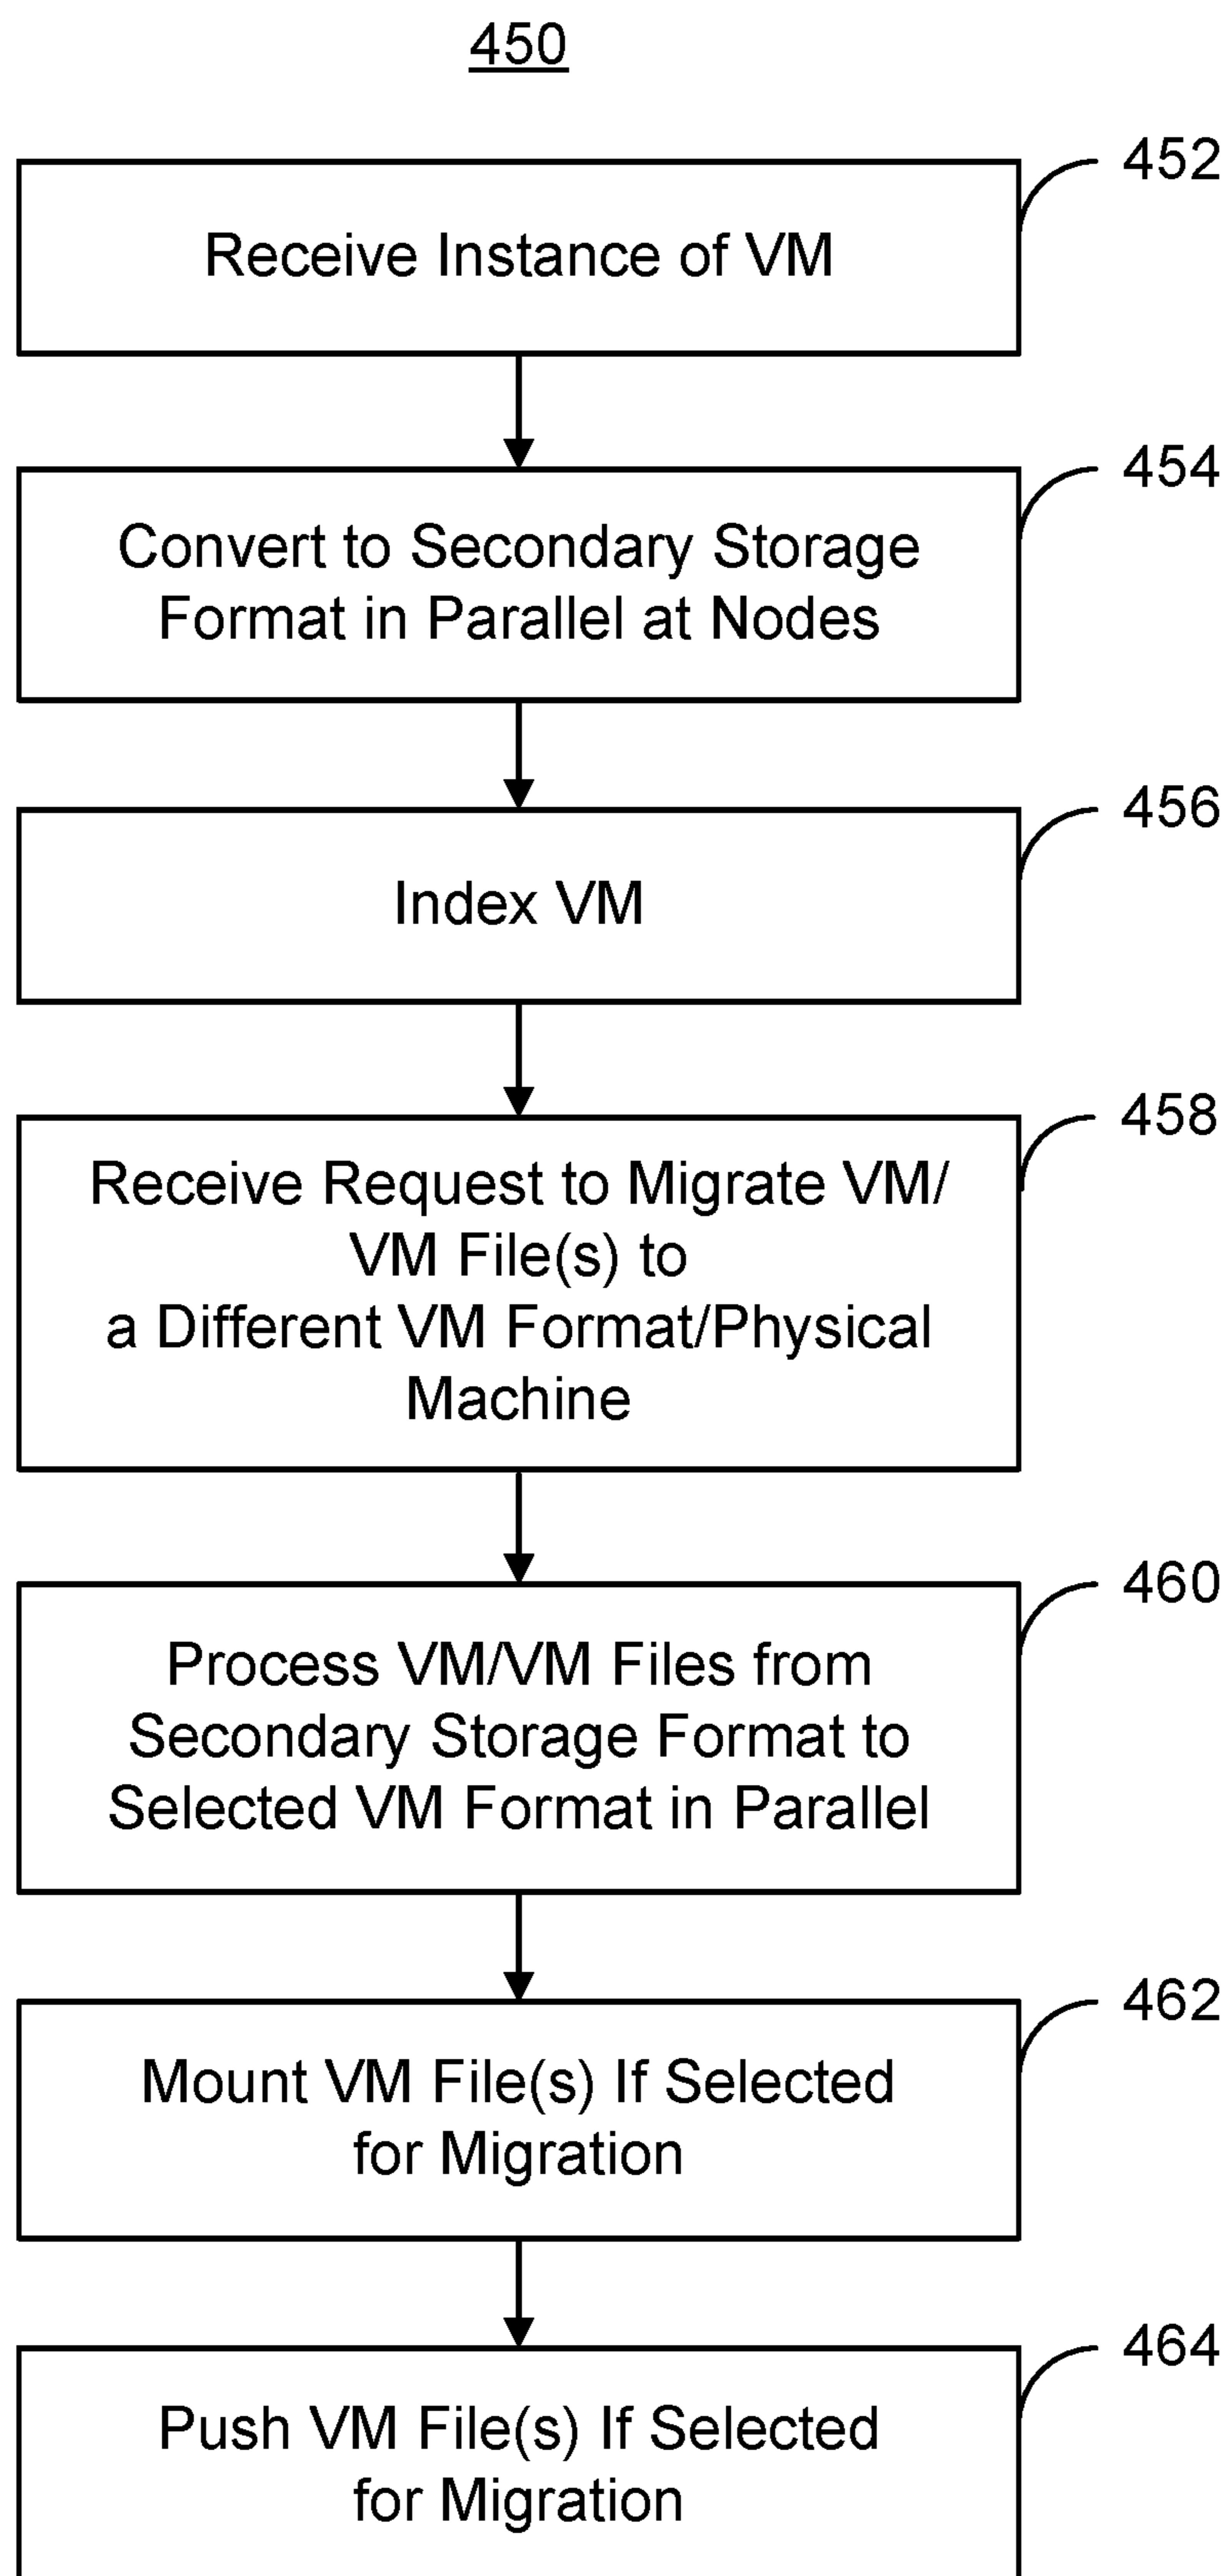 450
452
Receive Instance of VM
454
Convert to Secondary Storage
Format in Parallel at Nodes
456
Index VM
458
Receive Request to Migrate VM/
VM File(s) to
a Different VM Format/Physical
Machine
460
Process VM/VM Files from
Secondary Storage Format to
Selected VM Format in Parallel
462
Mount VM File(s) If Selected
for Migration
464
Push VM File(s) If Selected
for Migration